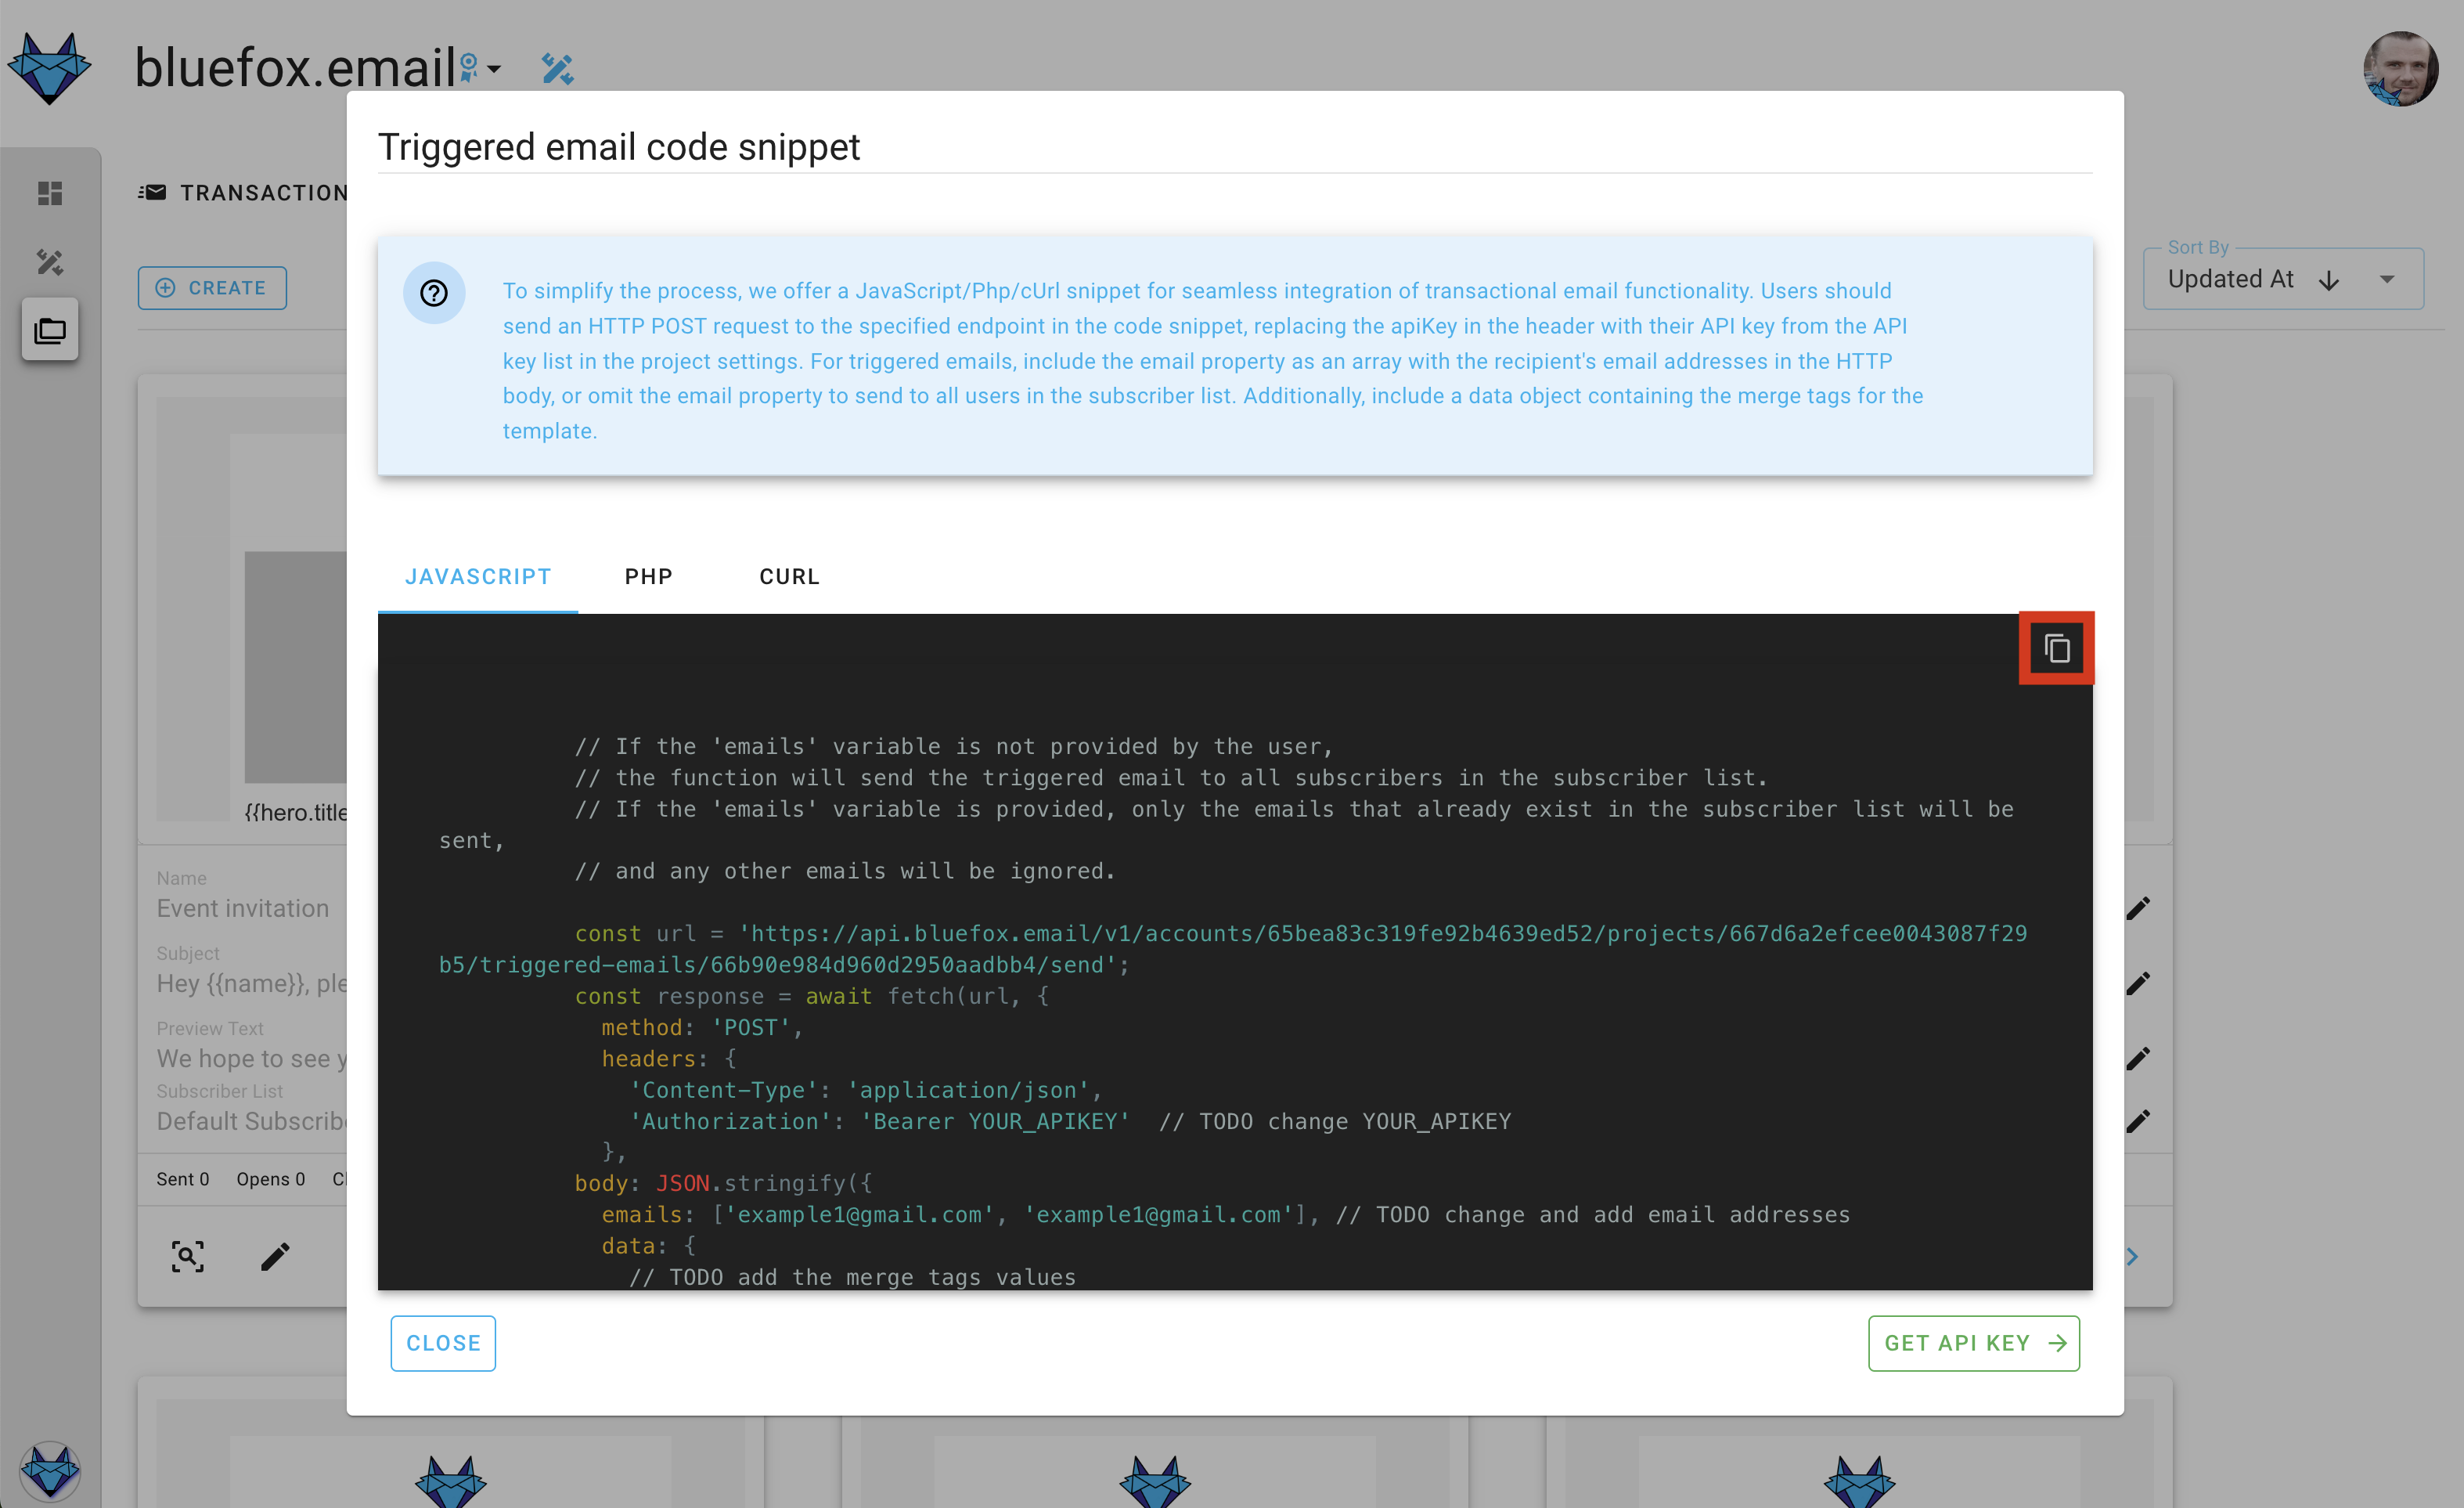 bluefox.email
TRANSACTION
CREATE
Sort By
Updated At
{{hero.title
Name
Event invitation
Subject
Hey {{name}}, ple
Preview Text
We hope to see y
Subscriber List
Default Subscrib
Sent 0 Opens 0 Cl
Triggered email code snippet
To simplify the process, we offer a JavaScript/Php/cUrl snippet for seamless integration of transactional email functionality. Users should
send an HTTP POST request to the specified endpoint in the code snippet, replacing the apiKey in the header with their API key from the API
key list in the project settings. For triggered emails, include the email property as an array with the recipient's email addresses in the HTTP
body, or omit the email property to send to all users in the subscriber list. Additionally, include a data object containing the merge tags for the
template.
JAVASCRIPT PHP CURL
// If the 'emails' variable is not provided by the user,
// the function will send the triggered email to all subscribers in the subscriber list.
// If the 'emails' variable is provided, only the emails that already exist in the subscriber list will be
sent,
// and any other emails will be ignored.
const url = 'https://api.bluefox.email/v1/accounts/65bea83c319fe92b4639ed52/projects/667d6a2efcee0043087f29
b5/triggered-emails/66b90e984d960d2950aadbb4/send';
const response = await fetch(url, {
method: 'POST',
headers: {
'Content-Type': 'application/json',
'Authorization': 'Bearer YOUR_APIKEY' // TODO change YOUR_APIKEY
},
body: JSON.stringify({
emails: ['example1@gmail.com', 'example1@gmail.com'], // TODO change and add email addresses
data: {
// TODO add the merge tags values
CLOSE
GET API KEY